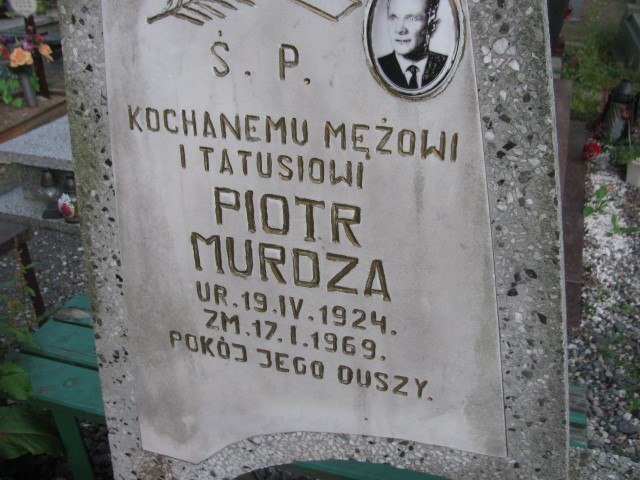 Ś. P.
KOCHANEMU MĘŻOWI
I TATUSIOWI
PIOTR
MURDZA
UR. 19. IV. 1924.
ZM. 17. I. 1969.
POKÓJ JEGO DUSZY.